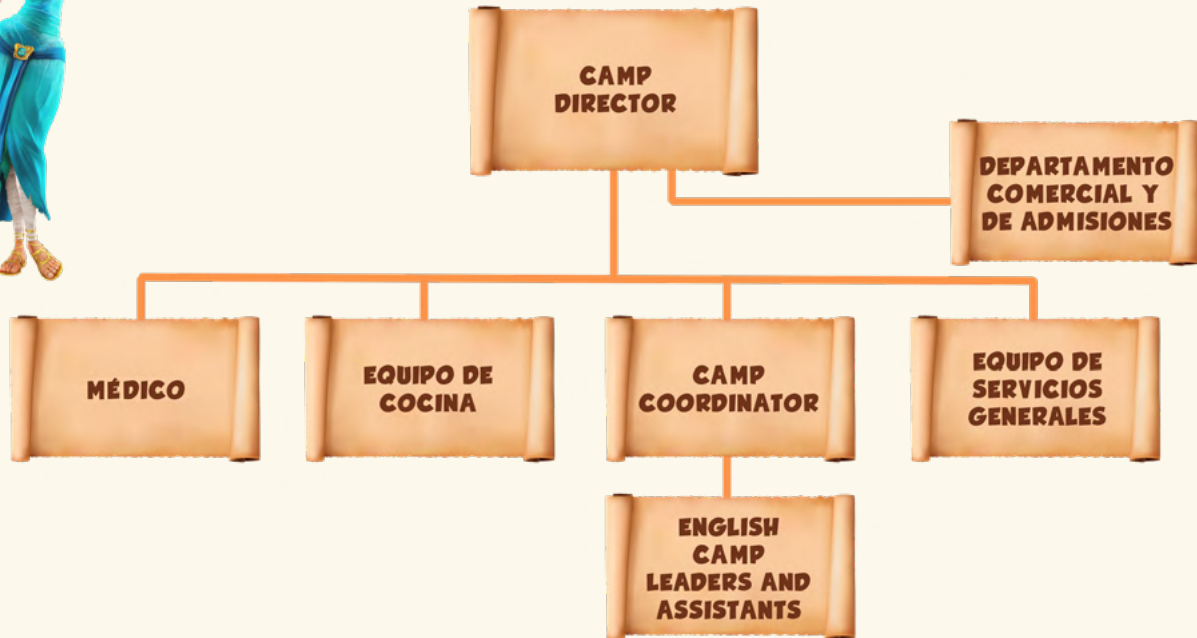 CAMP
DIRECTOR
DEPARTAMENTO
COMERCIAL Y
DE ADMISIONES
MÉDICO
EQUIPO DE
COCINA
CAMP
COORDINATOR
EQUIPO DE
SERVICIOS
GENERALES
ENGLISH
CAMP
LEADERS AND
ASSISTANTS